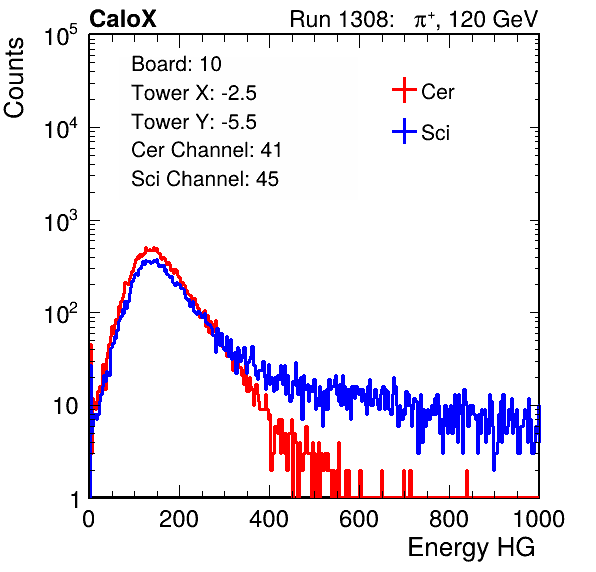 CaloX Run 1308: π⁺, 120 GeV
Counts
Board: 10
Tower X: -2.5
Tower Y: -5.5
Cer Channel: 41
Sci Channel: 45
Cer
Sci
10⁵
10⁴
10³
10²
10
1
0 200 400 600 800 1000
Energy HG